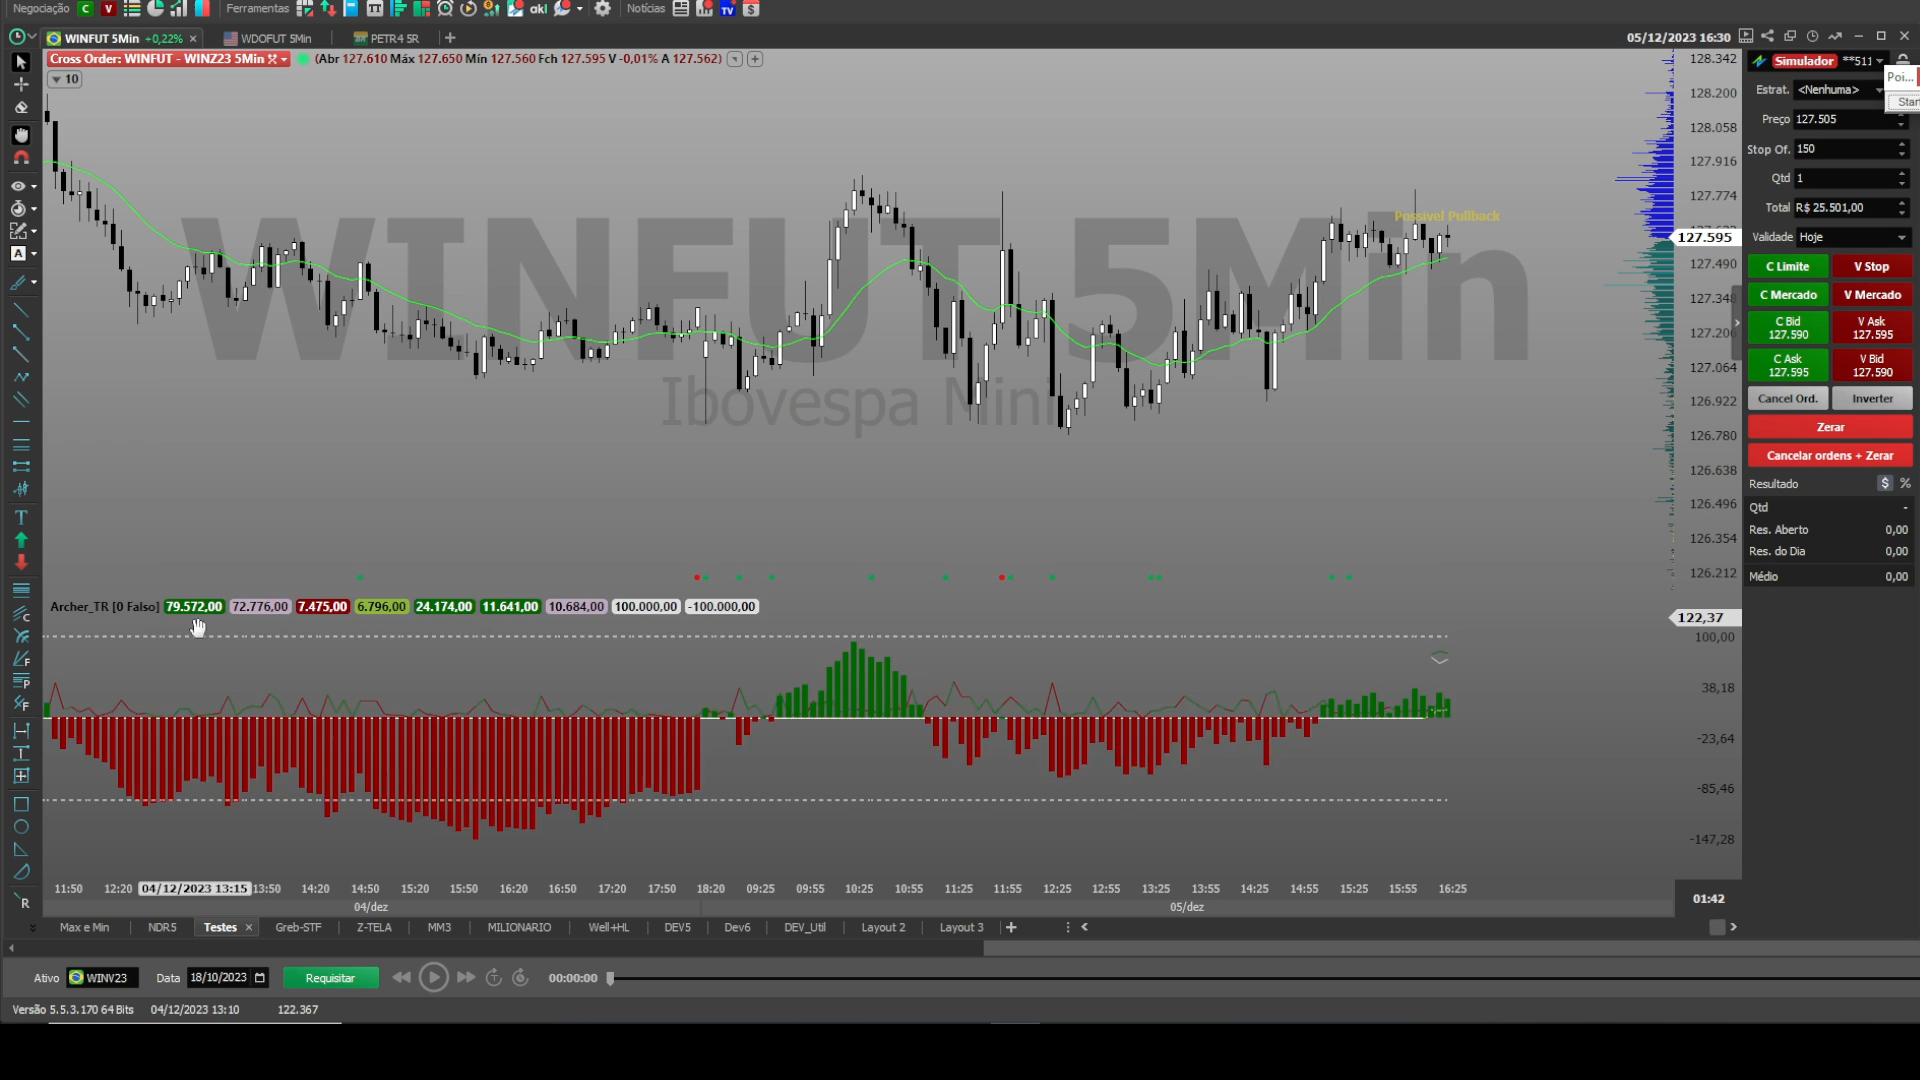 Negociação C V Ferramentas Notícias
WINFUT 5Min +0,22% × WDOFUT 5Min PETR4 5R + 05/12/2023 16:30
Cross Order: WINFUT - WINZ23 5Min (Abr 127.610 Máx 127.650 Mín 127.560 Fch 127.595 V -0,01% A 127.562)
10
WINFUT 5Min
Ibovespa Mini
Possível Pullback
128.342
128.200
128.058
127.916
127.774
127.595
127.490
127.348
127.200
127.064
126.922
126.780
126.638
126.496
126.354
126.212
Simulador **511
Poi...
Start
Estrat. <Nenhuma>
Preço 127.505
Stop Of. 150
Qtd 1
Total R$ 25.501,00
Validade Hoje
C Limite V Stop
C Mercado V Mercado
C Bid V Ask
127.590 127.595
C Ask V Bid
127.595 127.590
Cancel Ord. Inverter
Zerar
Cancelar ordens + Zerar
Resultado $ %
Qtd -
Res. Aberto 0,00
Res. do Dia 0,00
Médio 0,00
Archer_TR [0 Falso] 79.572,00 72.776,00 7.475,00 6.796,00 24.174,00 11.641,00 10.684,00 100.000,00 -100.000,00
122,37
100,00
38,18
-23,64
-85,46
-147,28
11:50 12:20 04/12/2023 13:15 13:50 14:20 14:50 15:20 15:50 16:20 16:50 17:20 17:50 18:20 09:25 09:55 10:25 10:55 11:25 11:55 12:25 12:55 13:25 13:55 14:25 14:55 15:25 15:55 16:25
01:42
04/dez 05/dez
Max e Min NDR5 Testes × Greb-STF Z-TELA MM3 MILIONARIO Well+HL DEV5 Dev6 DEV_Util Layout 2 Layout 3 +
Ativo WINV23 Data 18/10/2023 Requisitar 00:00:00
Versão 5.5.3.170 64 Bits 04/12/2023 13:10 122.367